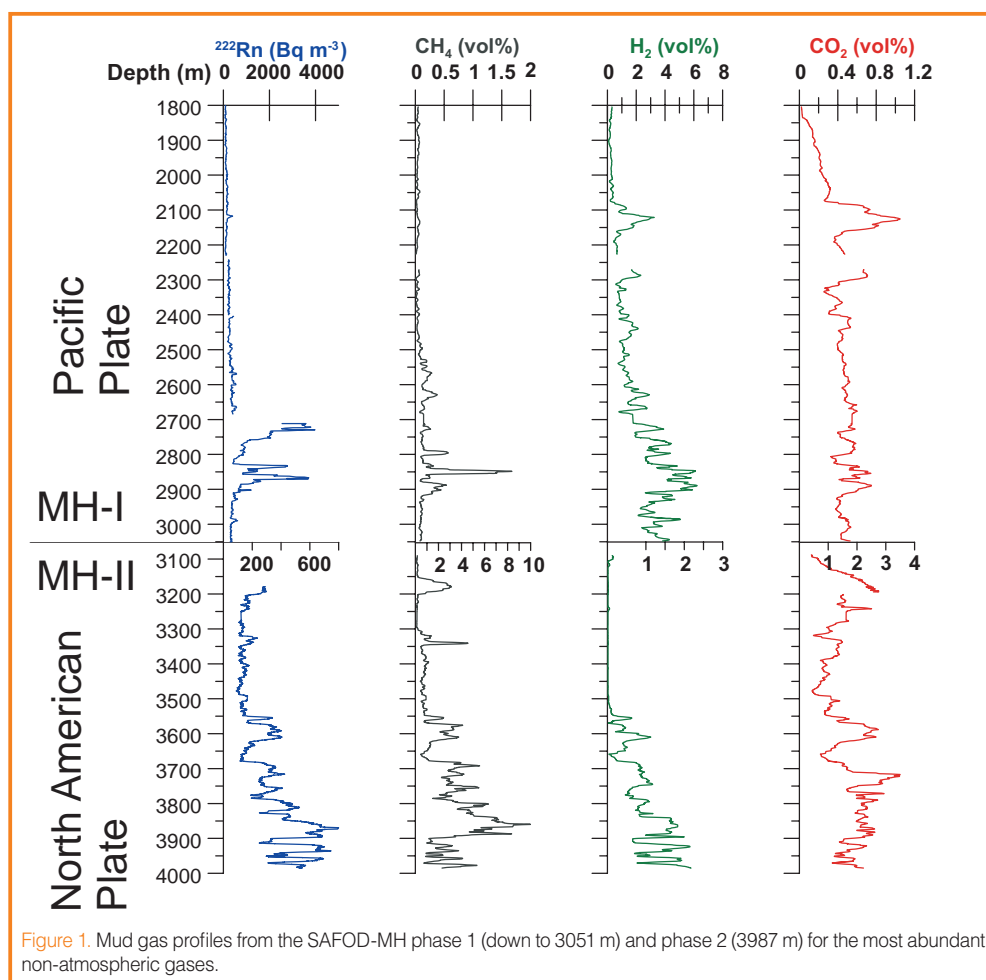 ²²²Rn (Bq m⁻³) CH₄ (vol%) H₂ (vol%) CO₂ (vol%)
Depth (m) 0 2000 4000 0 0.5 1 1.5 2 0 2 4 6 8 0 0.4 0.8 1.2
1800
1900
2000
2100
2200
2300
2400
2500
2600
2700
2800
2900
3000
Pacific
Plate
MH-I
MH-II
200 600 2 4 6 8 10 1 2 3 1 2 3 4
3100
3200
3300
3400
3500
3600
3700
3800
3900
4000
North American
Plate
Figure 1. Mud gas profiles from the SAFOD-MH phase 1 (down to 3051 m) and phase 2 (3987 m) for the most abundant
non-atmospheric gases.